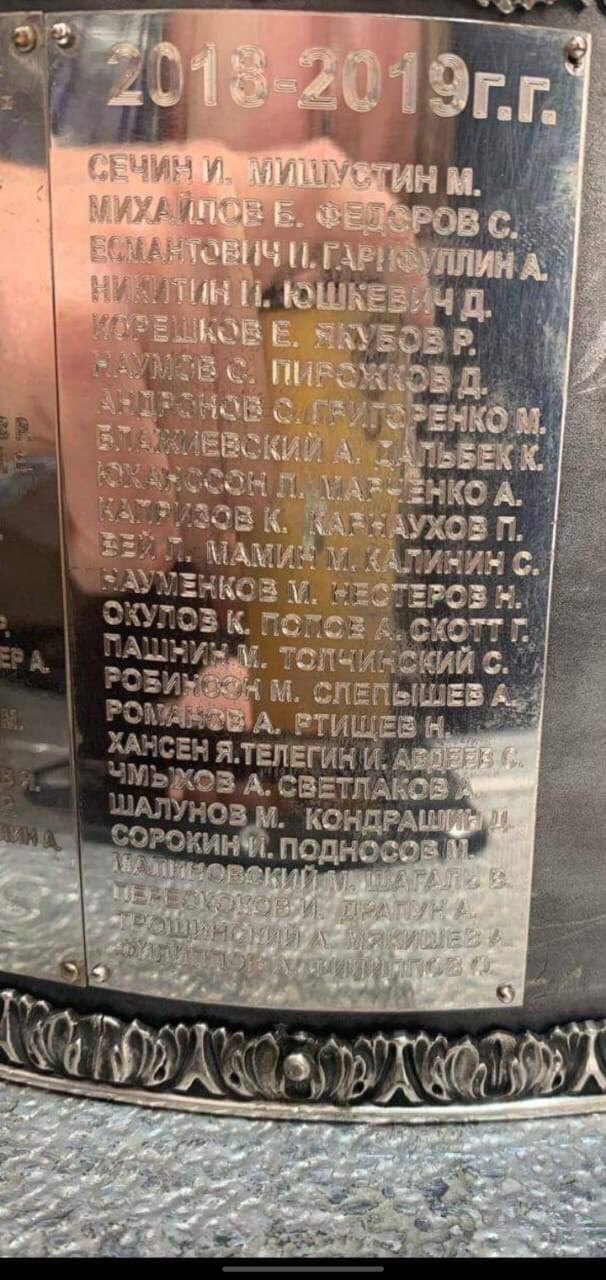 2018-2019г.г.
СЕЧИН И. МИШУСТИН М.
МИХАЙЛОВ Б. ФЕДОРОВ С.
ЕСМАНТОВИЧ И. ГАРИФУЛЛИН А.
НИКИТИН И. ЮШКЕВИЧ Д.
КОРЕШКОВ Е. ЯКУБОВ Р.
НАУМОВ С. ПИРОЖКОВ Д.
АНДРОНОВ С. ГРИГОРЕНКО М.
БЛАЖИЕВСКИЙ А. ДАЛЬБЕК К.
ЮХАНССОН Л. МАРЧЕНКО А.
КАПРИЗОВ К. КАРНАУХОВ П.
ВЕЙ Л. МАМИН М. КАЛИНИН С.
НАУМЕНКОВ М. НЕСТЕРОВ Н.
ОКУЛОВ К. ПОПОВ А. СКОТТ Г.
ПАШНИН М. ТОЛЧИНСКИЙ С.
РОБИНСОН М. СЛЕПЫШЕВ А.
РОМАНОВ А. РТИЩЕВ Н.
ХАНСЕН Я. ТЕЛЕГИН И. АВДЕЕВ С.
ЧМЫХОВ А. СВЕТЛАКОВ А.
ШАЛУНОВ М. КОНДРАШИН Д.
СОРОКИН И. ПОДНОСОВ М.
МАЛИНОВСКИЙ М. ШАГАЛЬ В.
ПЕРЕСКОКОВ И. ДРАПУК А.
ТРОШИНСКИЙ А. МЯКИШЕВ А.
ФИЛИППОВ